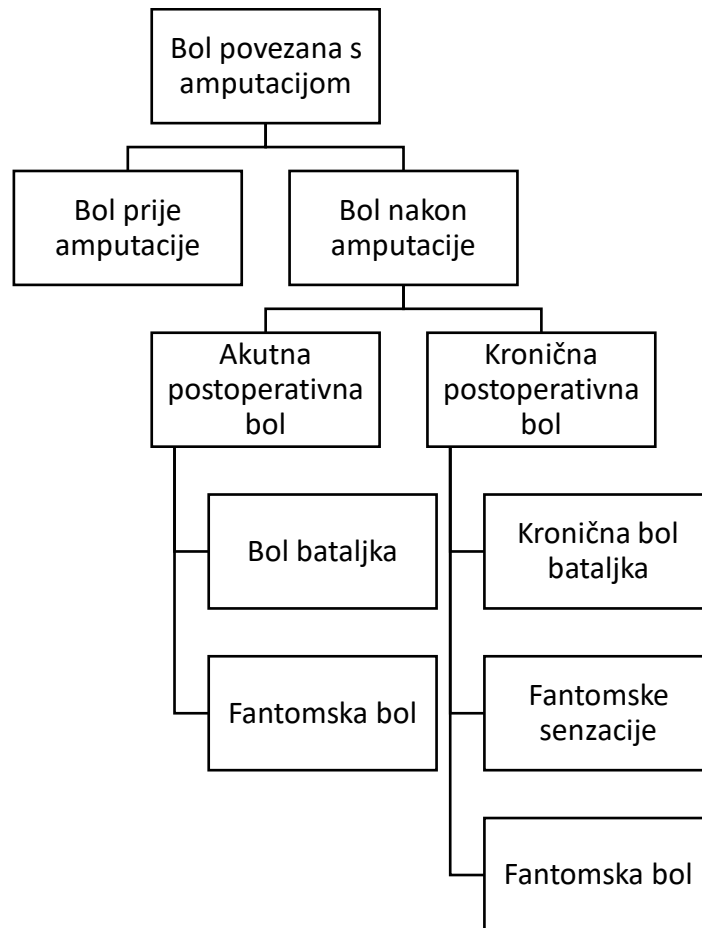 Bol povezana s
amputacijom
Bol prije
amputacije
Bol nakon
amputacije
Akutna
postoperativna
bol
Kronična
postoperativna
bol
Bol bataljka
Fantomska bol
Kronična bol
bataljka
Fantomske
senzacije
Fantomska bol